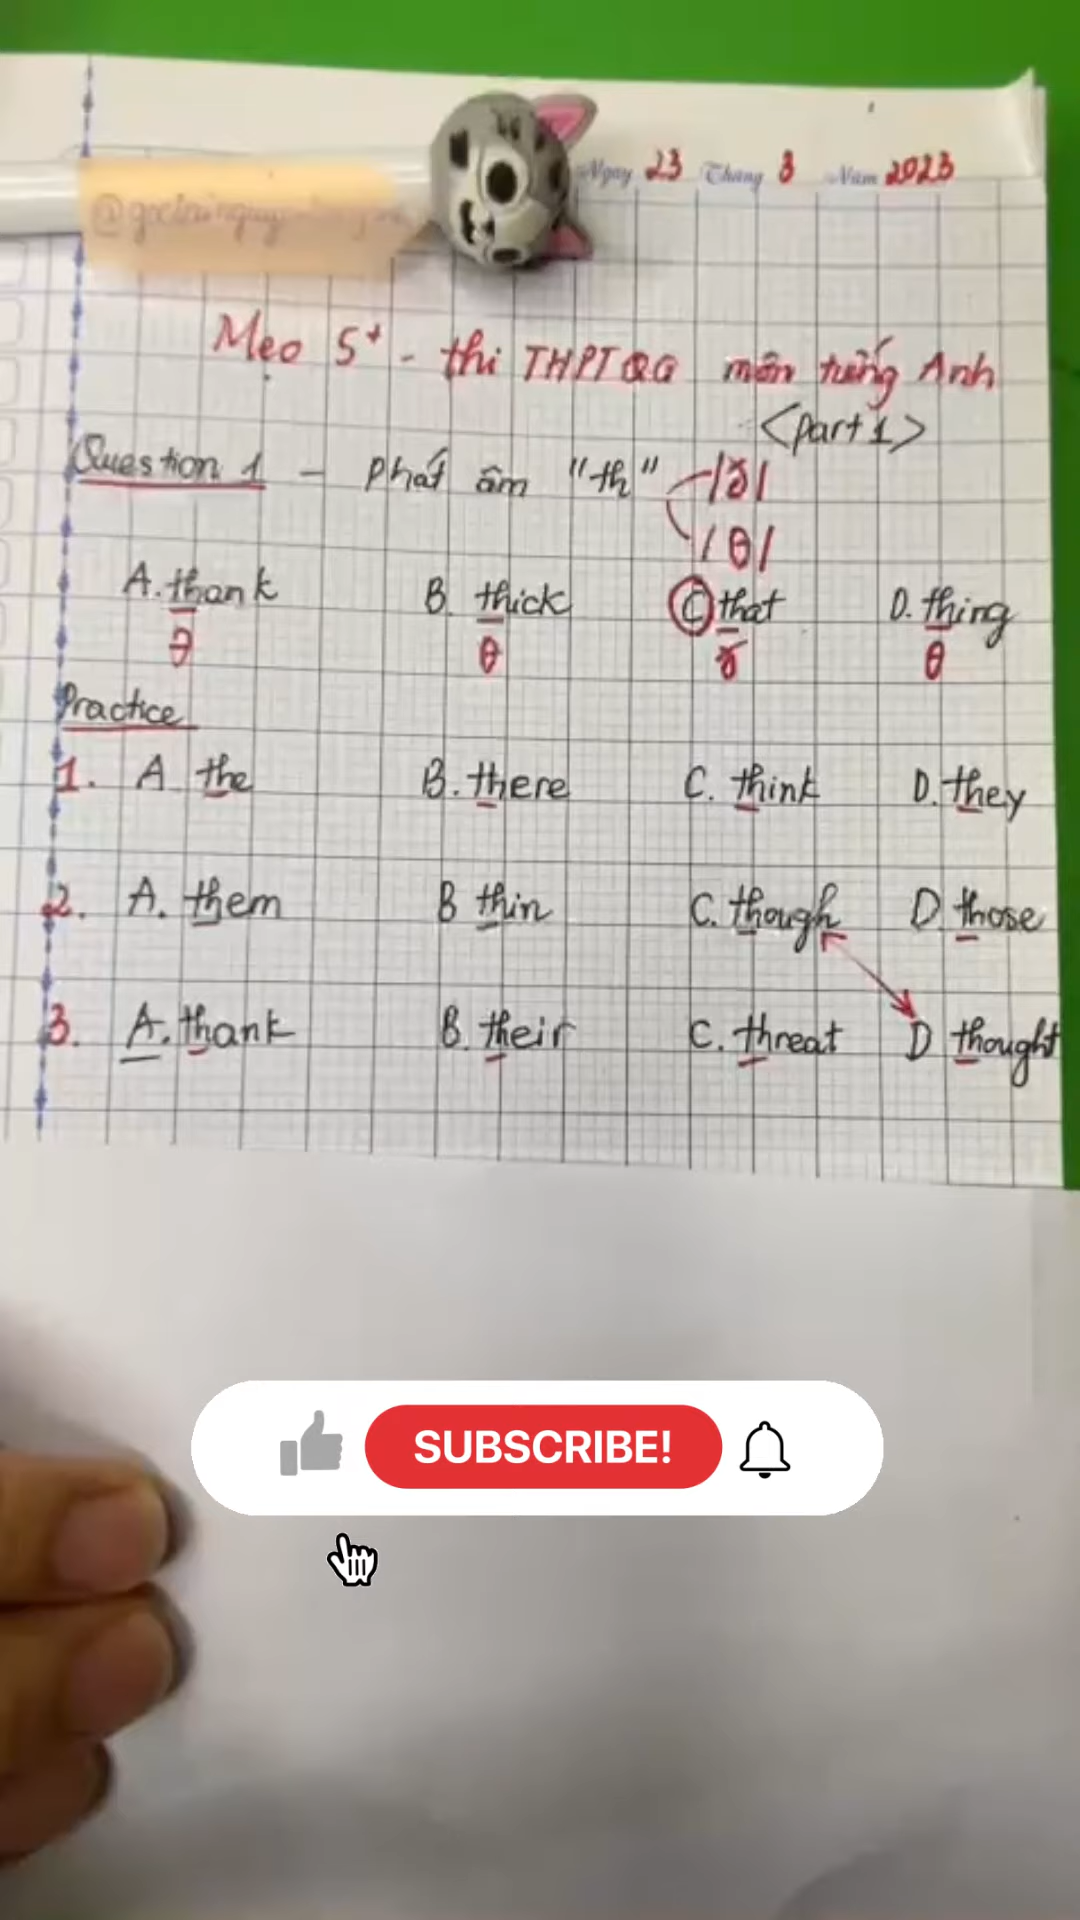 Ngày 23 Tháng 3 Năm 2023
Mẹo 5+ - thi THPTQG môn tiếng Anh
<part 1>
Question 1 - phát âm "th" /ð/
/θ/
A. thank B. thick C that D. thing
θ θ ð θ
Practice
1. A the B. there C. think D. they
2. A. them B thin C. though D. those
3. A. thank B. their C. threat D thought
SUBSCRIBE!